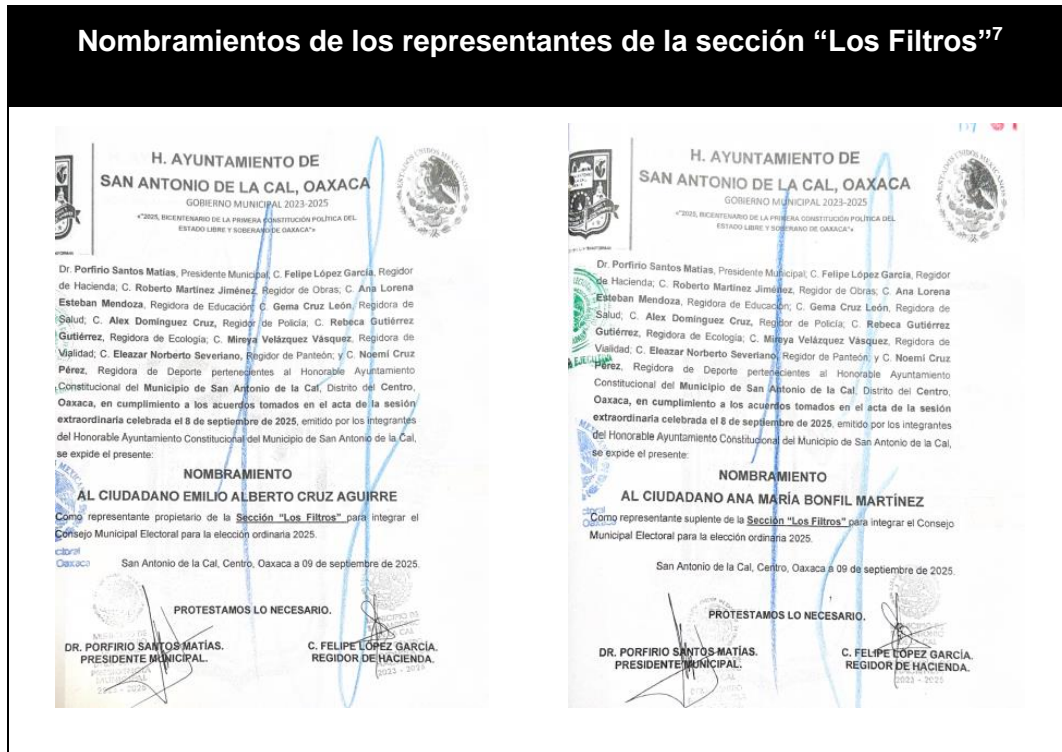 Nombramientos de los representantes de la sección “Los Filtros”7
H. AYUNTAMIENTO DE
SAN ANTONIO DE LA CAL, OAXACA
GOBIERNO MUNICIPAL 2023-2025
«"2025, BICENTENARIO DE LA PRIMERA CONSTITUCIÓN POLÍTICA DEL
ESTADO LIBRE Y SOBERANO DE OAXACA"»
ESTADOS UNIDOS MEXICANOS
Dr. Porfirio Santos Matías, Presidente Municipal; C. Felipe López García, Regidor
de Hacienda; C. Roberto Martínez Jiménez, Regidor de Obras; C. Ana Lorena
Esteban Mendoza, Regidora de Educación; C. Gema Cruz León, Regidora de
Salud; C. Alex Domínguez Cruz, Regidor de Policía; C. Rebeca Gutiérrez
Gutiérrez, Regidora de Ecología; C. Mireya Velázquez Vásquez, Regidora de
Vialidad; C. Eleazar Norberto Severiano, Regidor de Panteón; y C. Noemí Cruz
Pérez, Regidora de Deporte pertenecientes al Honorable Ayuntamiento
Constitucional del Municipio de San Antonio de la Cal, Distrito del Centro,
Oaxaca, en cumplimiento a los acuerdos tomados en el acta de la sesión
extraordinaria celebrada el 8 de septiembre de 2025, emitido por los integrantes
del Honorable Ayuntamiento Constitucional del Municipio de San Antonio de la Cal,
se expide el presente:
NOMBRAMIENTO
AL CIUDADANO EMILIO ALBERTO CRUZ AGUIRRE
Como representante propietario de la Sección "Los Filtros" para integrar el
Consejo Municipal Electoral para la elección ordinaria 2025.
Oaxaca
San Antonio de la Cal, Centro, Oaxaca a 09 de septiembre de 2025.
PROTESTAMOS LO NECESARIO.
DR. PORFIRIO SANTOS MATÍAS.
PRESIDENTE MUNICIPAL.
C. FELIPE LÓPEZ GARCÍA.
REGIDOR DE HACIENDA.
2023 - 2025
H. AYUNTAMIENTO DE
SAN ANTONIO DE LA CAL, OAXACA
GOBIERNO MUNICIPAL 2023-2025
«"2025, BICENTENARIO DE LA PRIMERA CONSTITUCIÓN POLÍTICA DEL
ESTADO LIBRE Y SOBERANO DE OAXACA"»
ESTADOS UNIDOS MEXICANOS
Dr. Porfirio Santos Matías, Presidente Municipal; C. Felipe López García, Regidor
de Hacienda; C. Roberto Martínez Jiménez, Regidor de Obras; C. Ana Lorena
Esteban Mendoza, Regidora de Educación; C. Gema Cruz León, Regidora de
Salud; C. Alex Domínguez Cruz, Regidor de Policía; C. Rebeca Gutiérrez
Gutiérrez, Regidora de Ecología; C. Mireya Velázquez Vásquez, Regidora de
Vialidad; C. Eleazar Norberto Severiano, Regidor de Panteón; y C. Noemí Cruz
Pérez, Regidora de Deporte pertenecientes al Honorable Ayuntamiento
Constitucional del Municipio de San Antonio de la Cal, Distrito del Centro,
Oaxaca, en cumplimiento a los acuerdos tomados en el acta de la sesión
extraordinaria celebrada el 8 de septiembre de 2025, emitido por los integrantes
del Honorable Ayuntamiento Constitucional del Municipio de San Antonio de la Cal,
se expide el presente:
NOMBRAMIENTO
AL CIUDADANO ANA MARÍA BONFIL MARTÍNEZ
Como representante suplente de la Sección "Los Filtros" para integrar el Consejo
Municipal Electoral para la elección ordinaria 2025.
San Antonio de la Cal, Centro, Oaxaca a 09 de septiembre de 2025.
PROTESTAMOS LO NECESARIO.
DR. PORFIRIO SANTOS MATÍAS.
PRESIDENTE MUNICIPAL.
C. FELIPE LÓPEZ GARCÍA.
REGIDOR DE HACIENDA.
2023 - 2025